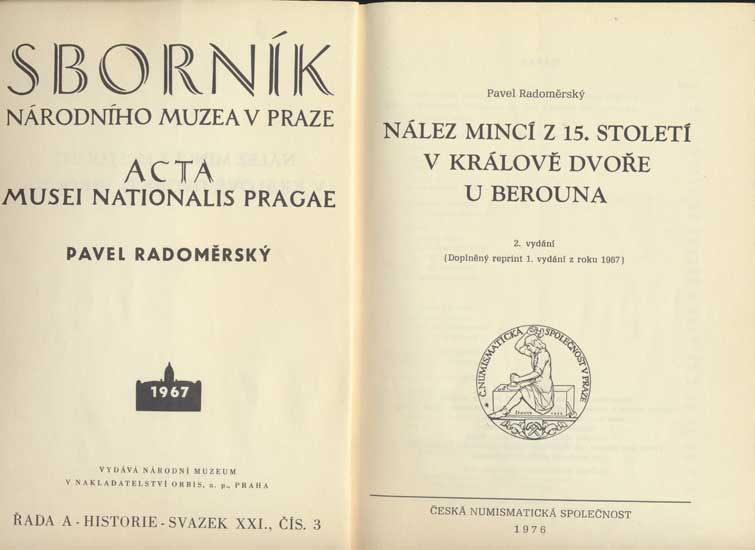 SBORNÍK
NÁRODNÍHO MUZEA V PRAZE
ACTA
MUSEI NATIONALIS PRAGAE
PAVEL RADOMĚRSKÝ
1967
VYDÁVÁ NÁRODNÍ MUZEUM
V NAKLADATELSTVÍ ORBIS, n. p., PRAHA
ŘADA A - HISTORIE - SVAZEK XXI., ČÍS. 3
Pavel Radoměrský
NÁLEZ MINCÍ Z 15. STOLETÍ
V KRÁLOVĚ DVOŘE
U BEROUNA
2. vydání
(Doplněný reprint 1. vydání z roku 1967)
Č. NUMISMATICKÁ SPOLEČNOST V PRAZE
ČESKÁ NUMISMATICKÁ SPOLEČNOST
1976